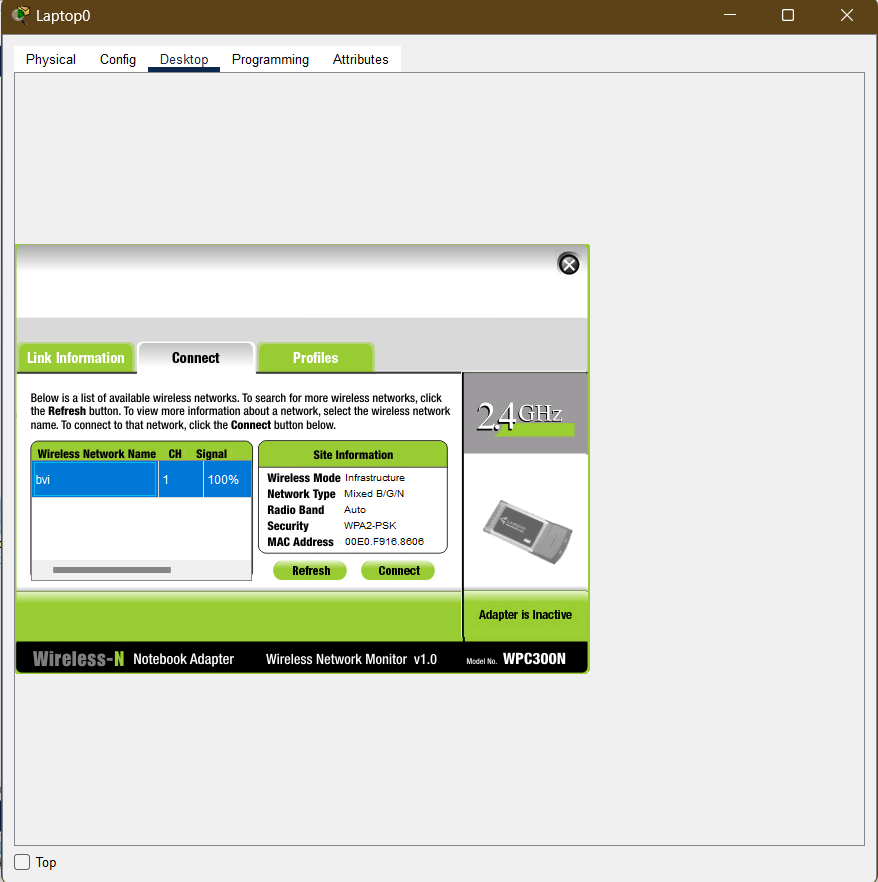 Laptop0
Physical Config Desktop Programming Attributes
Link Information Connect Profiles
Below is a list of available wireless networks. To search for more wireless networks, click
the Refresh button. To view more information about a network, select the wireless network
name. To connect to that network, click the Connect button below.
2.4GHz
Wireless Network Name CH Signal
bvi 1 100%
Site Information
Wireless Mode Infrastructure
Network Type Mixed B/G/N
Radio Band Auto
Security WPA2-PSK
MAC Address 00E0.F916.8606
Refresh Connect
Adapter is Inactive
Wireless-N Notebook Adapter Wireless Network Monitor v1.0 Model No. WPC300N
Top